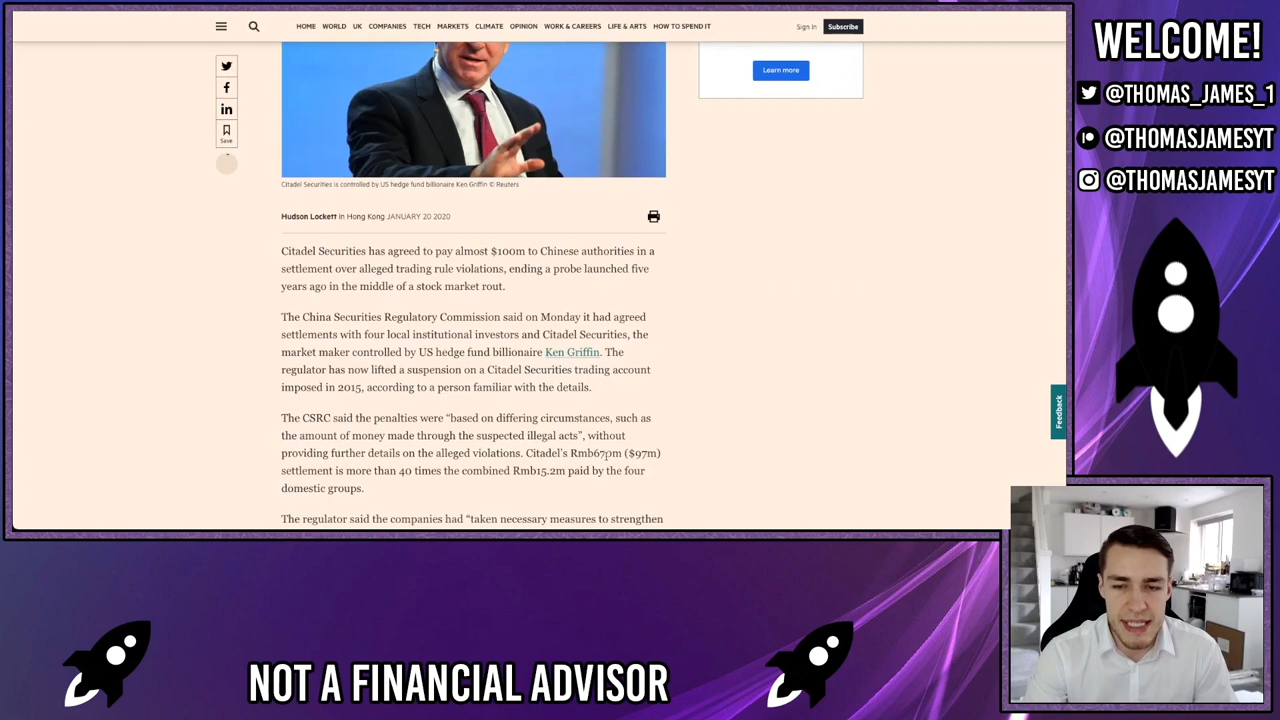 HOME WORLD UK COMPANIES TECH MARKETS CLIMATE OPINION WORK & CAREERS LIFE & ARTS HOW TO SPEND IT
Sign In Subscribe
Save
Learn more
Citadel Securities is controlled by US hedge fund billionaire Ken Griffin © Reuters
Hudson Lockett in Hong Kong JANUARY 20 2020
Citadel Securities has agreed to pay almost $100m to Chinese authorities in a
settlement over alleged trading rule violations, ending a probe launched five
years ago in the middle of a stock market rout.
The China Securities Regulatory Commission said on Monday it had agreed
settlements with four local institutional investors and Citadel Securities, the
market maker controlled by US hedge fund billionaire Ken Griffin. The
regulator has now lifted a suspension on a Citadel Securities trading account
imposed in 2015, according to a person familiar with the details.
The CSRC said the penalties were “based on differing circumstances, such as
the amount of money made through the suspected illegal acts”, without
providing further details on the alleged violations. Citadel’s ($97m)
settlement is more than 40 times the combined Rmb15.2m paid by the four
domestic groups.
The regulator said the companies had “taken necessary measures to strengthen
Feedback
WELCOME!
@THOMAS_JAMES_1
@THOMASJAMESYT
@THOMASJAMESYT
NOT A FINANCIAL ADVISOR